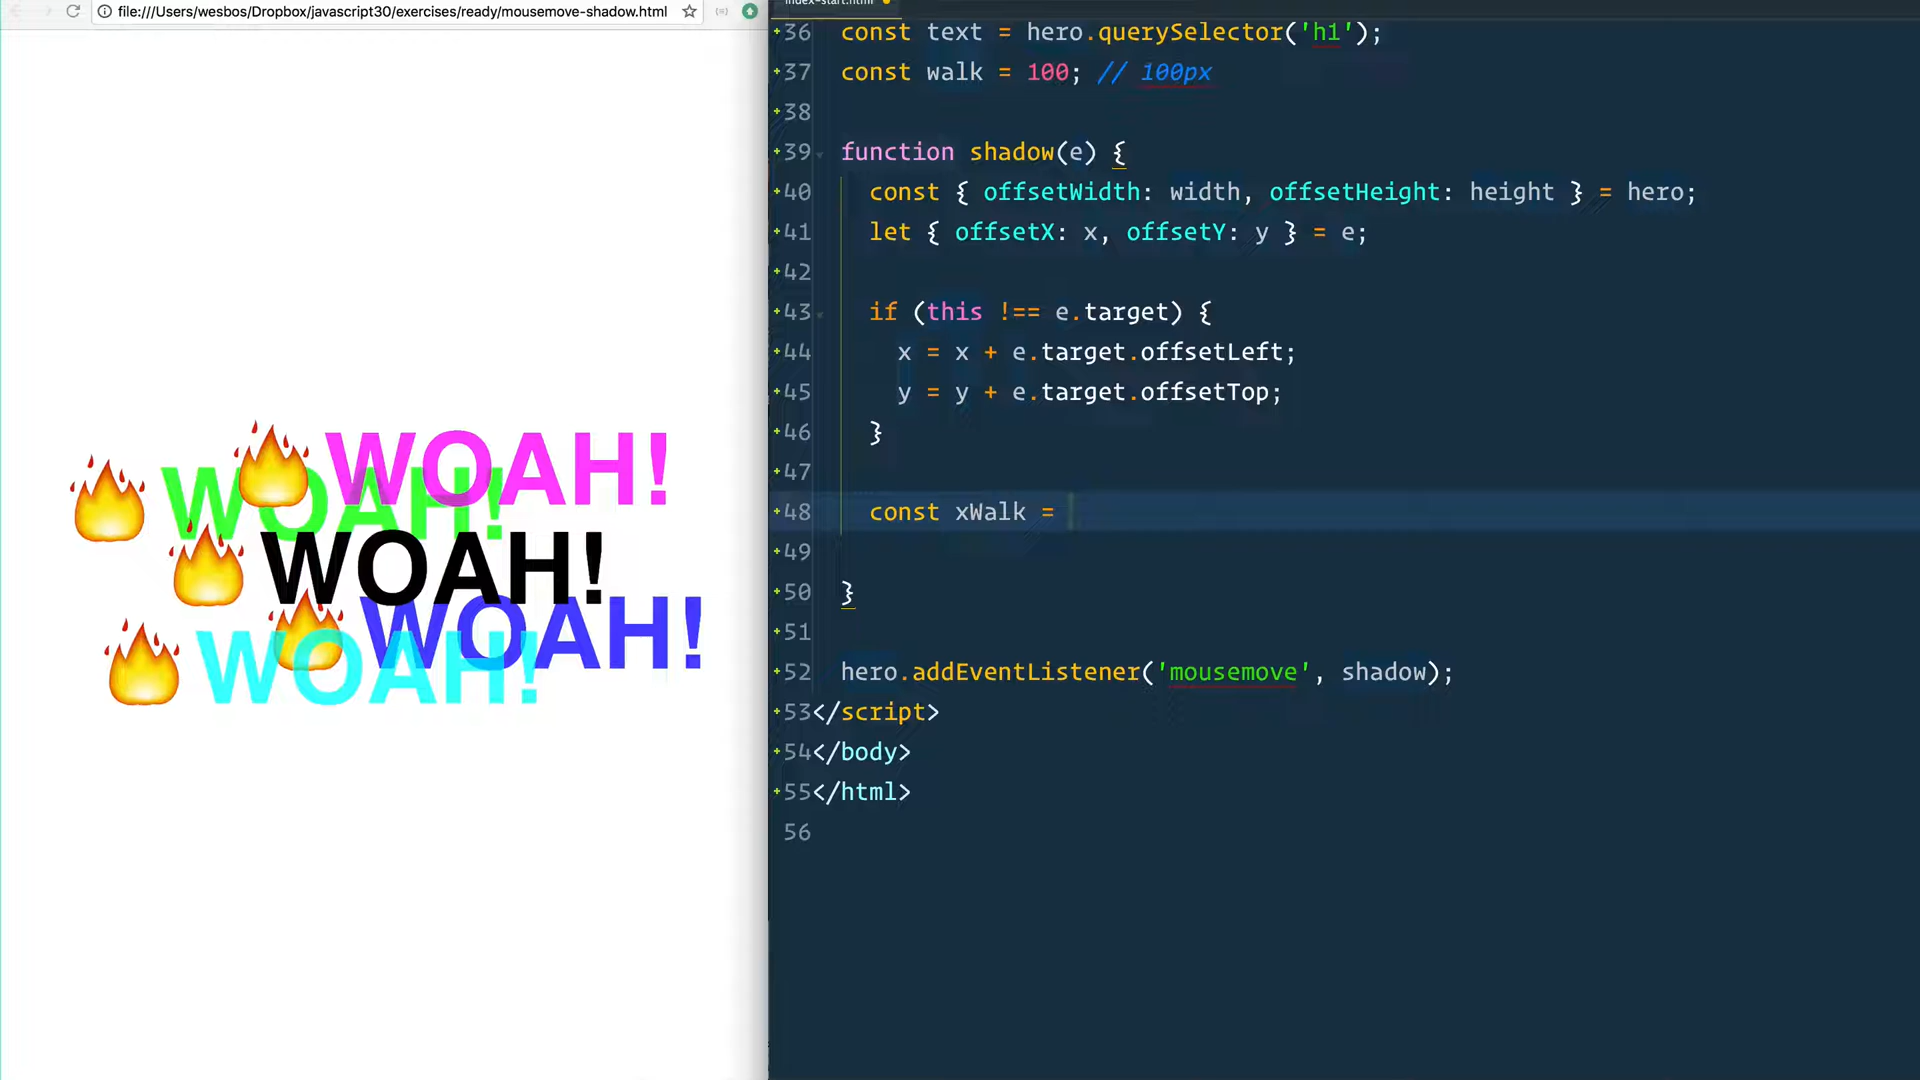 file:///Users/wesbos/Dropbox/javascript30/exercises/ready/mousemove-shadow.html
WOAH!
WOAH!
WOAH!
WOAH!
WOAH!
index-start.html
36 const text = hero.querySelector('h1');
37 const walk = 100; // 100px
38
39 function shadow(e) {
40 const { offsetWidth: width, offsetHeight: height } = hero;
41 let { offsetX: x, offsetY: y } = e;
42
43 if (this !== e.target) {
44 x = x + e.target.offsetLeft;
45 y = y + e.target.offsetTop;
46 }
47
48 const xWalk =
49
50 }
51
52 hero.addEventListener('mousemove', shadow);
53 </script>
54 </body>
55 </html>
56